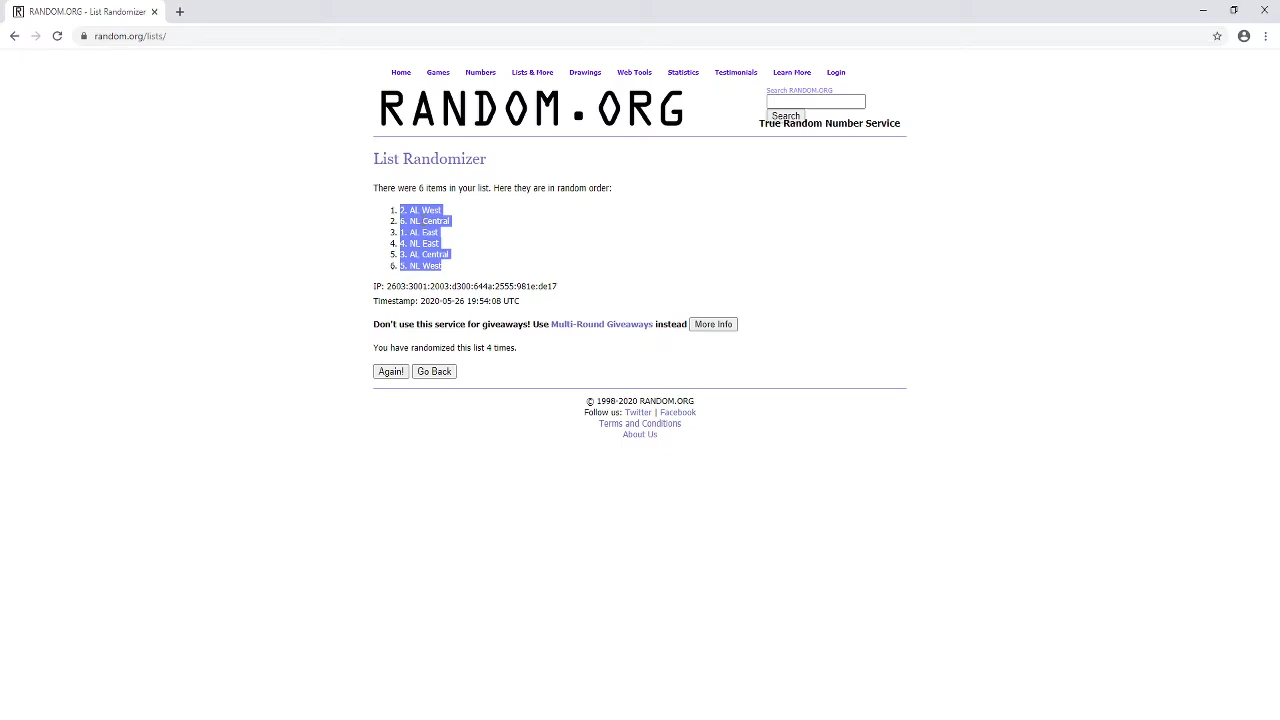 RANDOM.ORG - List Randomizer
random.org/lists/
Home Games Numbers Lists & More Drawings Web Tools Statistics Testimonials Learn More Login
RANDOM.ORG
Search RANDOM.ORG
Search
True Random Number Service
List Randomizer
There were 6 items in your list. Here they are in random order:
1. 2. AL West
2. 6. NL Central
3. 1. AL East
4. 4. NL East
5. 3. AL Central
6. 5. NL West
IP: 2603:3001:2003:d300:644a:2555:981e:de17
Timestamp: 2020-05-26 19:54:08 UTC
Don't use this service for giveaways! Use Multi-Round Giveaways instead More Info
You have randomized this list 4 times.
Again! Go Back
© 1998-2020 RANDOM.ORG
Follow us: Twitter | Facebook
Terms and Conditions
About Us